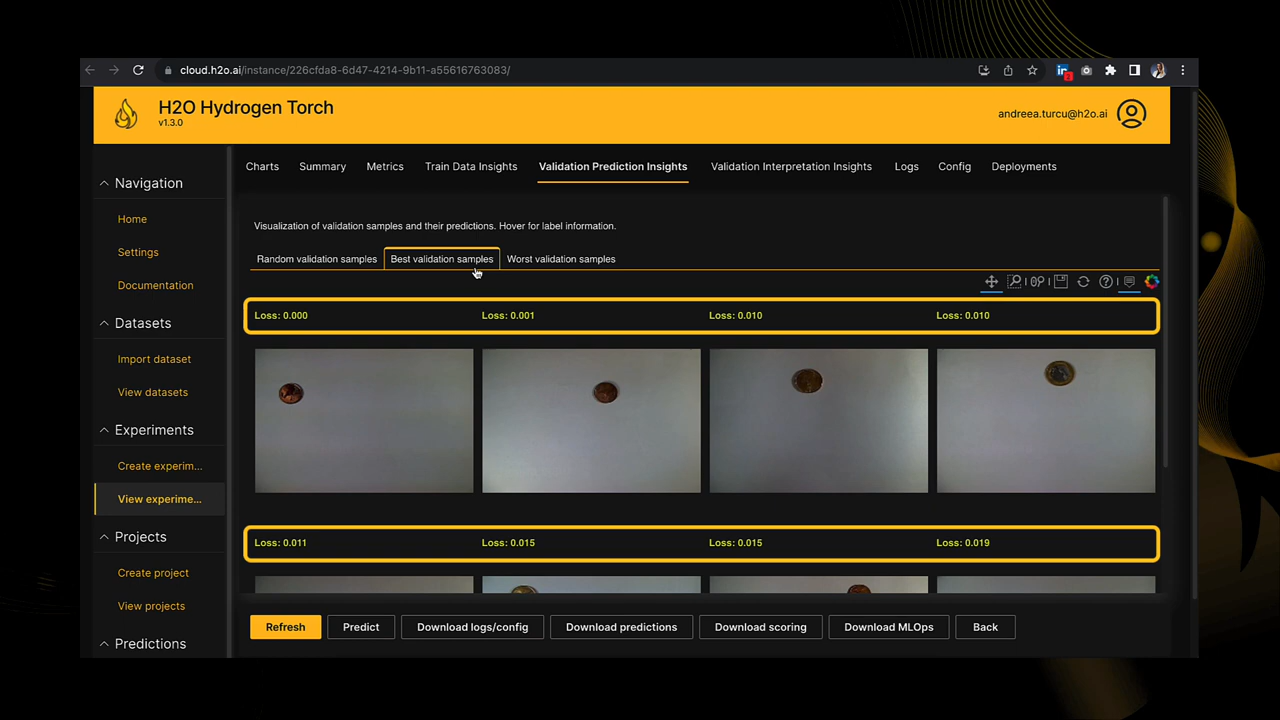 cloud.h2o.ai/instance/226cfda8-6d47-4214-9b11-a55616763083/
H2O Hydrogen Torch
v1.3.0
andreea.turcu@h2o.ai
Navigation
Home
Settings
Documentation
Datasets
Import dataset
View datasets
Experiments
Create experim...
View experime...
Projects
Create project
View projects
Predictions
Charts Summary Metrics Train Data Insights Validation Prediction Insights Validation Interpretation Insights Logs Config Deployments
Visualization of validation samples and their predictions. Hover for label information.
Random validation samples Best validation samples Worst validation samples
Loss: 0.000 Loss: 0.001 Loss: 0.010 Loss: 0.010
Loss: 0.011 Loss: 0.015 Loss: 0.015 Loss: 0.019
Refresh Predict Download logs/config Download predictions Download scoring Download MLOps Back